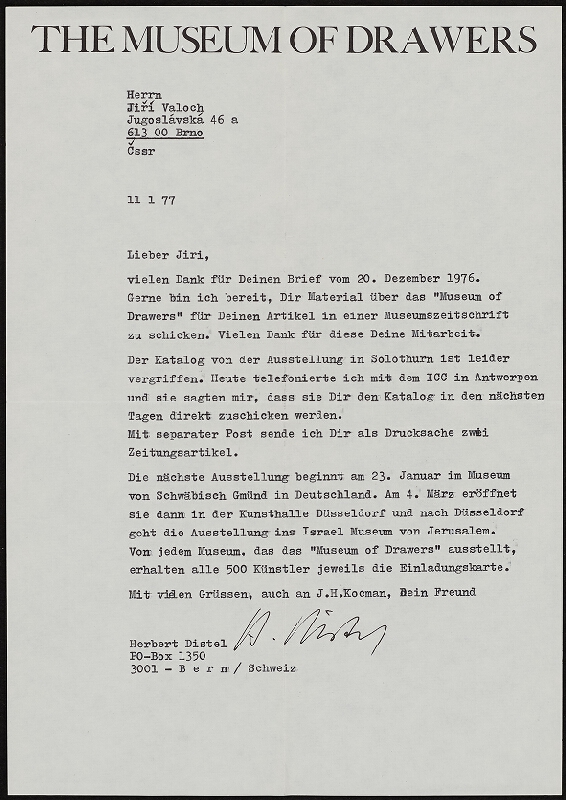 THE MUSEUM OF DRAWERS
Herrn
Jiří Valoch
Jugoslávská 46 a
613 00 Brno
Čssr
11 1 77
Lieber Jiri,
vielen Dank für Deinen Brief vom 20. Dezember 1976.
Gerne bin ich bereit, Dir Material über das "Museum of
Drawers" für Deinen Artikel in einer Museumszeitschrift
zu schicken. Vielen Dank für diese Deine Mitarbeit.
Der Katalog von der Ausstellung in Solothurn ist leider
vergriffen. Heute telefonierte ich mit dem ICC in Antwerpen
und sie sagten mir, dass sie Dir den Katalog in den nächsten
Tagen direkt zuschicken werden.
Mit separater Post sende ich Dir als Drucksache zwei
Zeitungsartikel.
Die nächste Ausstellung beginnt am 23. Januar im Museum
von Schwäbisch Gmünd in Deutschland. Am 4. März eröffnet
sie dann in der Kunsthalle Düsseldorf und nach Düsseldorf
geht die Ausstellung ins Israel Museum von Jerusalem.
Von jedem Museum, das das "Museum of Drawers" ausstellt,
erhalten alle 500 Künstler jeweils die Einladungskarte.
Mit vielen Grüssen, auch an J.H.Kocman, Dein Freund
H. Distel
Herbert Distel
PO-Box 1350
3001 - B e r n / Schweiz